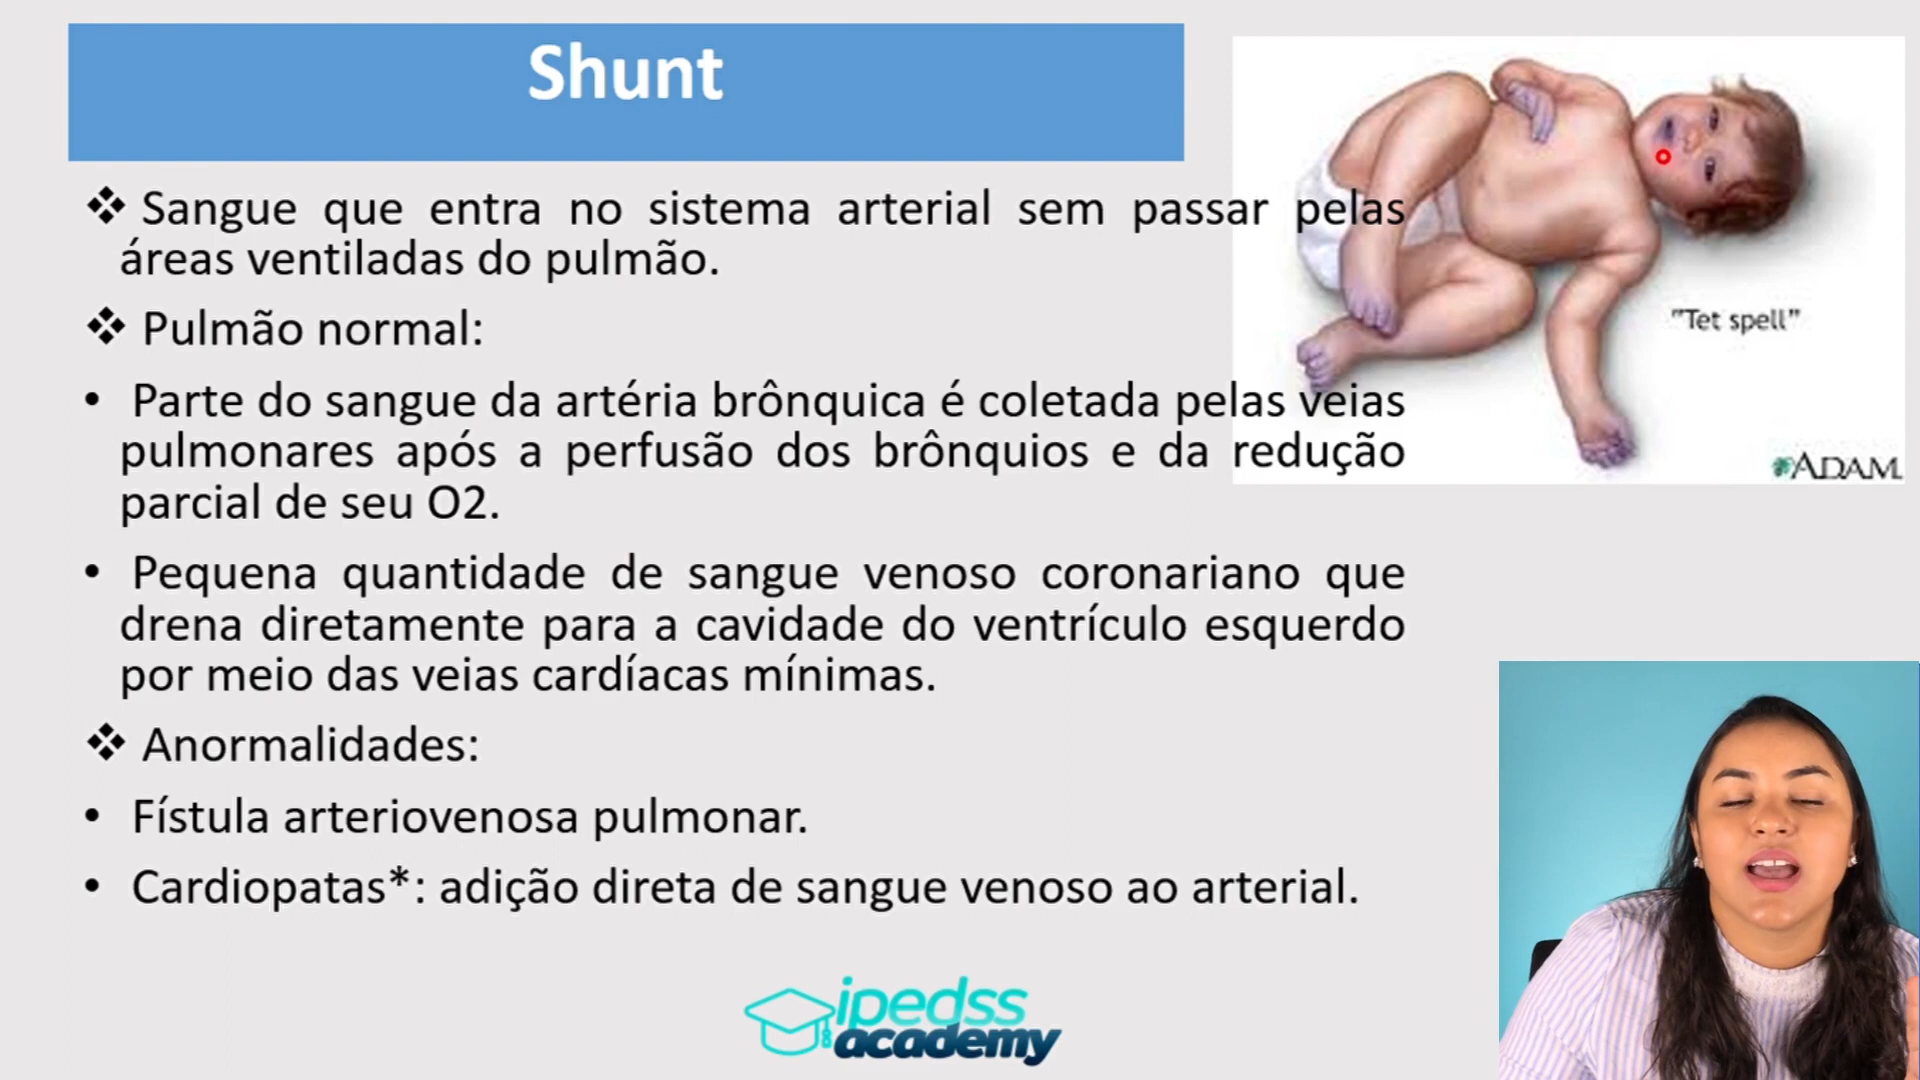 Shunt
❖ Sangue que entra no sistema arterial sem passar pelas
áreas ventiladas do pulmão.
❖ Pulmão normal:
• Parte do sangue da artéria brônquica é coletada pelas veias
pulmonares após a perfusão dos brônquios e da redução
parcial de seu O2.
• Pequena quantidade de sangue venoso coronariano que
drena diretamente para a cavidade do ventrículo esquerdo
por meio das veias cardíacas mínimas.
❖ Anormalidades:
• Fístula arteriovenosa pulmonar.
• Cardiopatas*: adição direta de sangue venoso ao arterial.
"Tet spell"
ADAM.
ipedss
academy